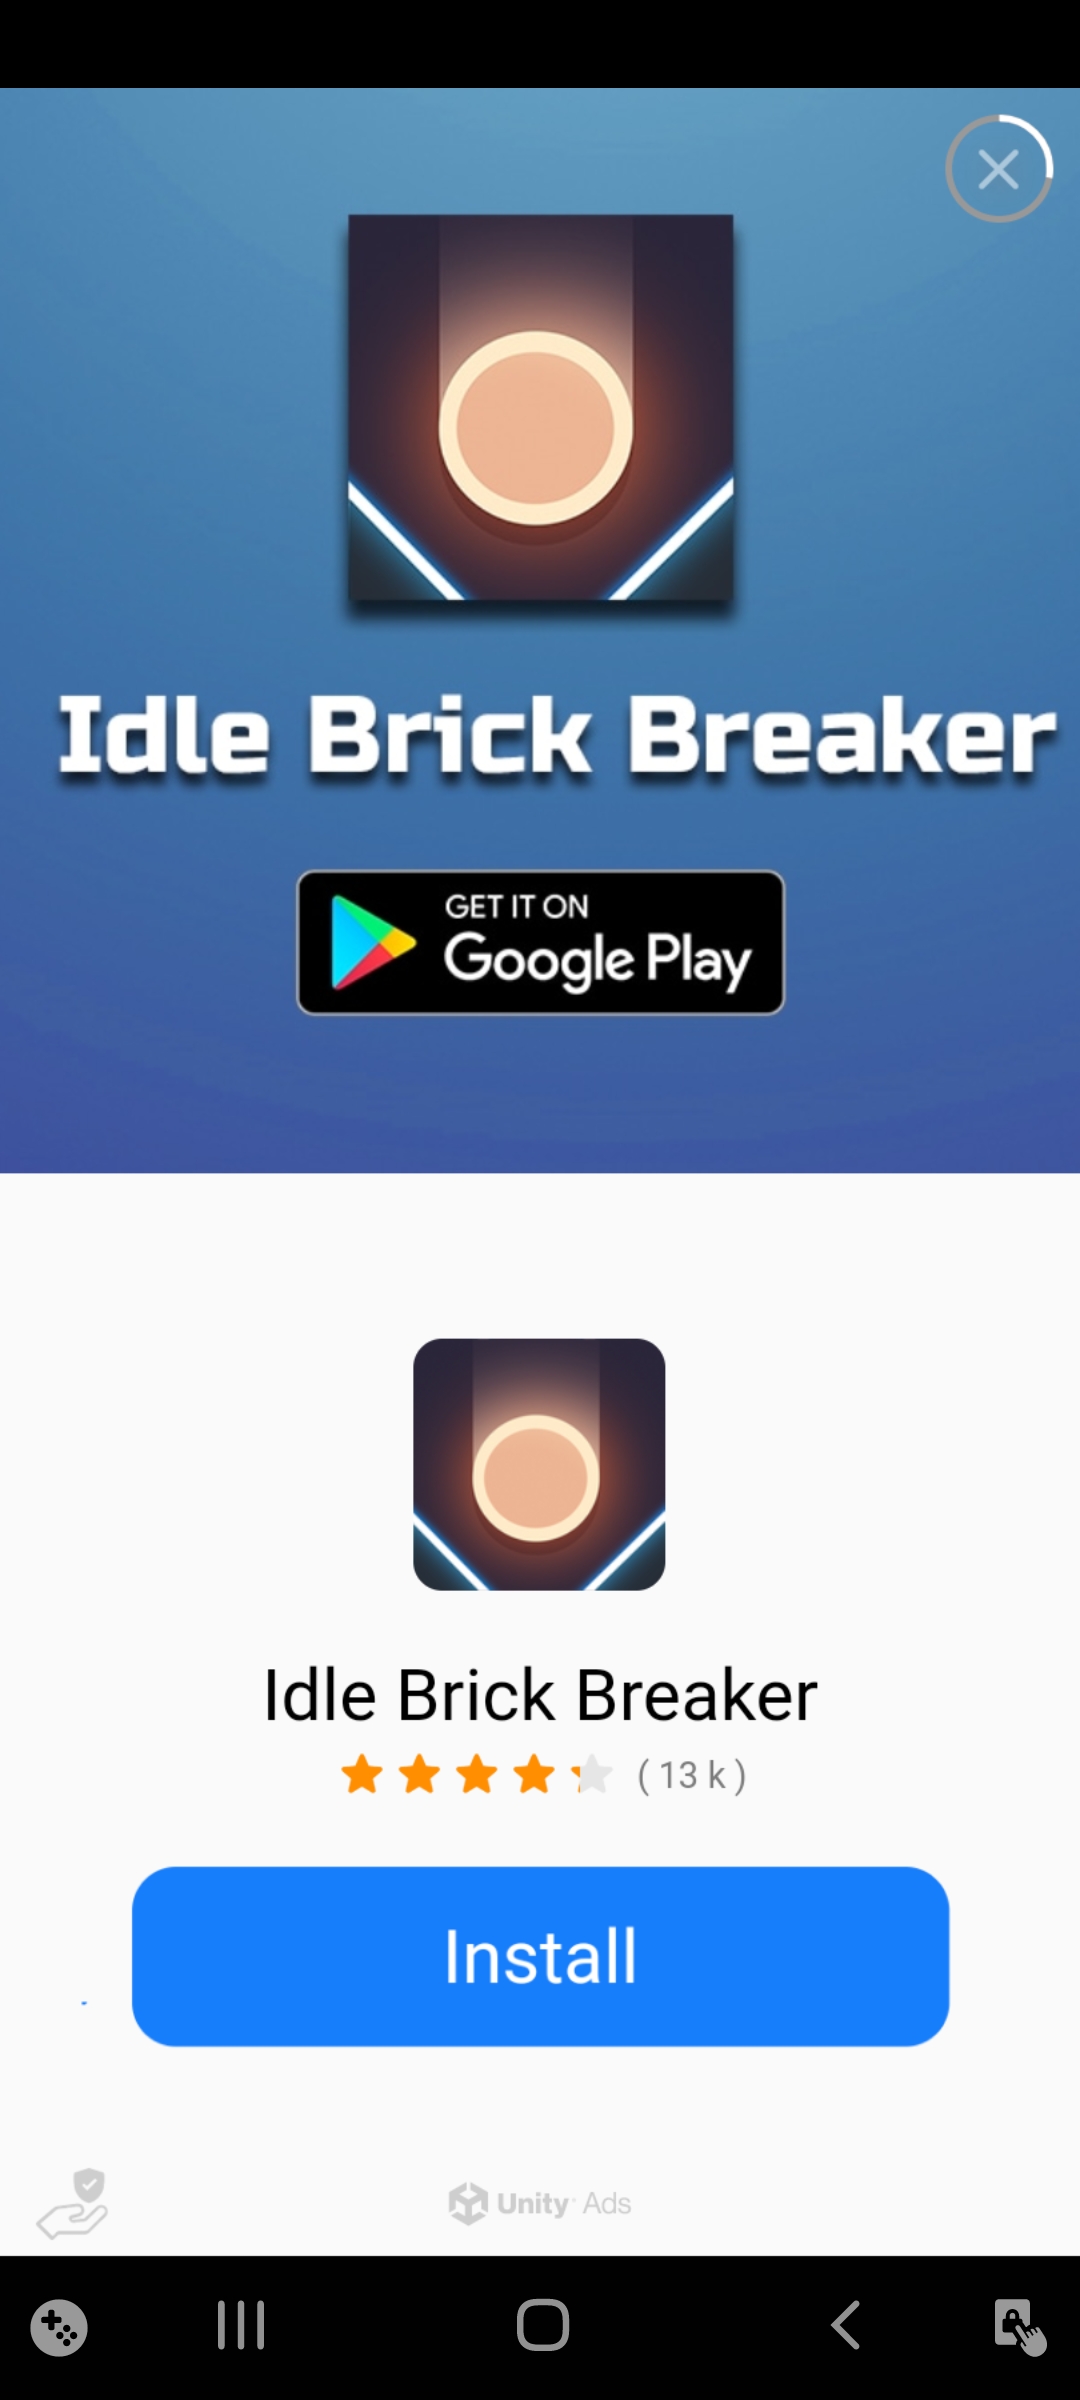 Idle Brick Breaker
GET IT ON
Google Play
Idle Brick Breaker
( 13 k )
Install
Unity Ads